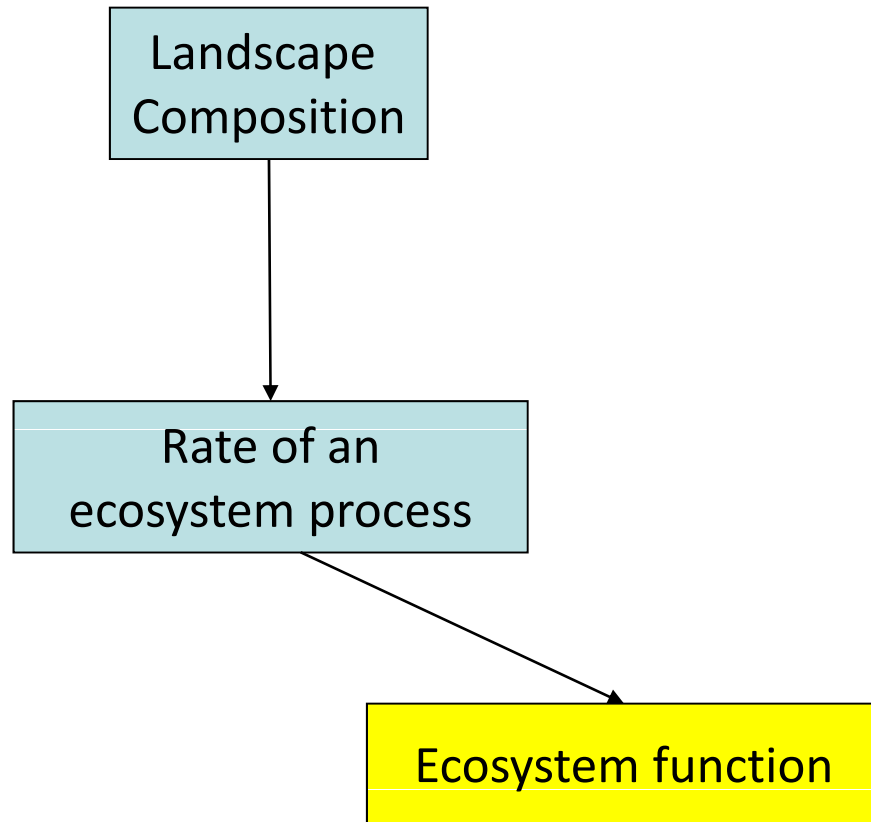 Landscape
Composition
Rate of an
ecosystem process
Ecosystem function